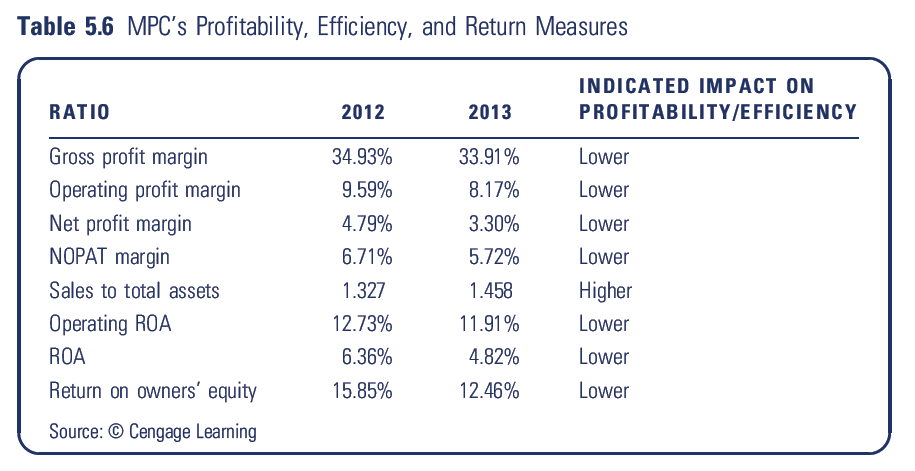 Table 5.6 MPC's Profitability, Efficiency, and Return Measures
INDICATED IMPACT ON
RATIO 2012 2013 PROFITABILITY/EFFICIENCY
Gross profit margin 34.93% 33.91% Lower
Operating profit margin 9.59% 8.17% Lower
Net profit margin 4.79% 3.30% Lower
NOPAT margin 6.71% 5.72% Lower
Sales to total assets 1.327 1.458 Higher
Operating ROA 12.73% 11.91% Lower
ROA 6.36% 4.82% Lower
Return on owners' equity 15.85% 12.46% Lower
Source: © Cengage Learning